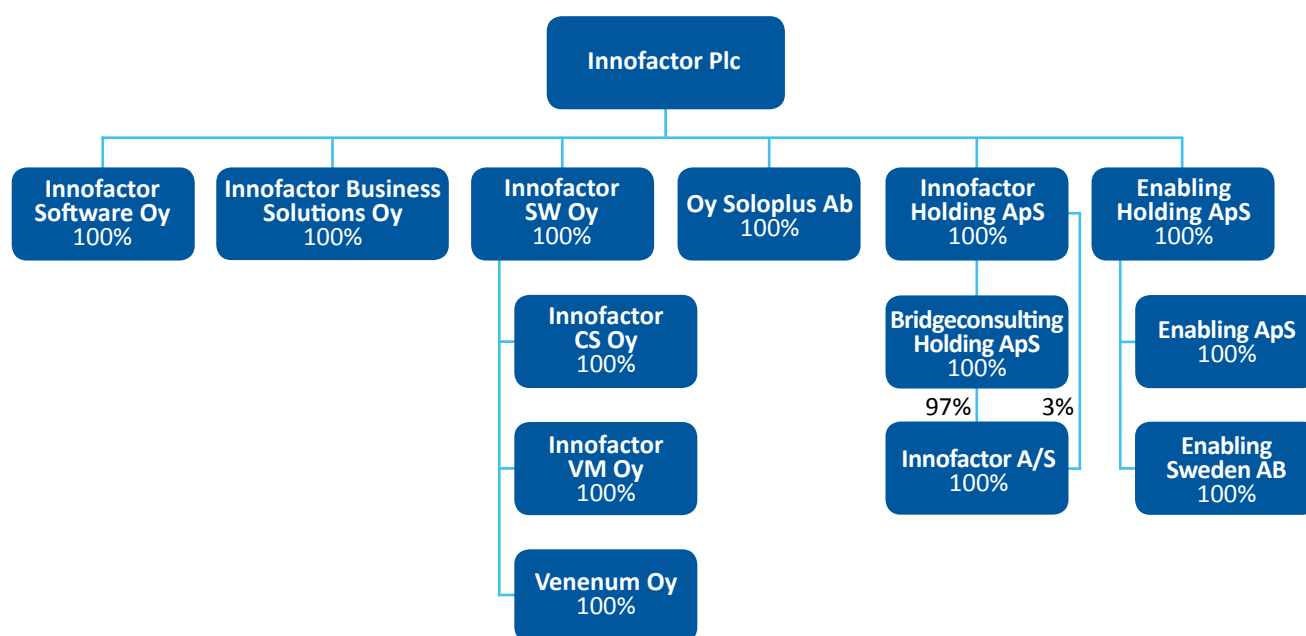 Innofactor Plc
Innofactor
Software Oy
100%
Innofactor Business
Solutions Oy
100%
Innofactor
SW Oy
100%
Oy Soloplus Ab
100%
Innofactor
Holding ApS
100%
Enabling
Holding ApS
100%
Innofactor
CS Oy
100%
Bridgeconsulting
Holding ApS
100%
Enabling ApS
100%
97%
3%
Innofactor
VM Oy
100%
Innofactor A/S
100%
Enabling
Sweden AB
100%
Venenum Oy
100%